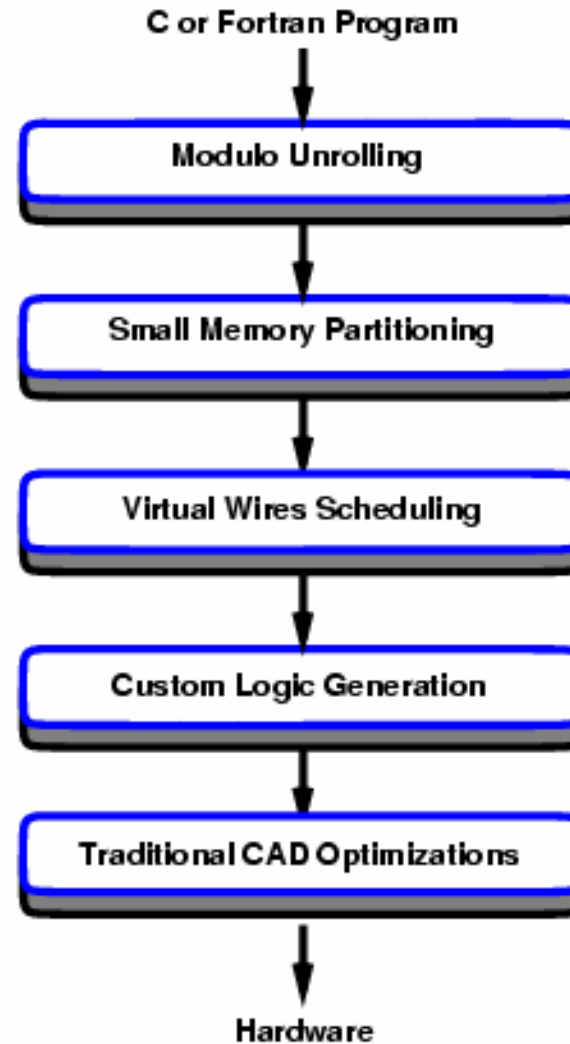 C or Fortran Program
Modulo Unrolling
Small Memory Partitioning
Virtual Wires Scheduling
Custom Logic Generation
Traditional CAD Optimizations
Hardware